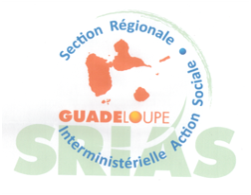 Section Régionale •
GUADELOUPE
Interministérielle Action Sociale •
SRIAS